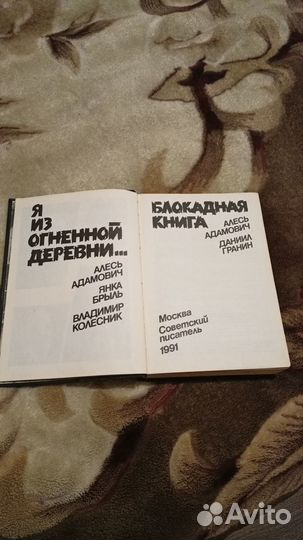 Я
ИЗ
ОГНЕННОЙ
ДЕРЕВНИ...
АЛЕСЬ
АДАМОВИЧ
ЯНКА
БРЫЛЬ
ВЛАДИМИР
КОЛЕСНИК
БЛОКАДНАЯ
КНИГА
АЛЕСЬ
АДАМОВИЧ
ДАНИИЛ
ГРАНИН
Москва
Советский
писатель
1991
Avito